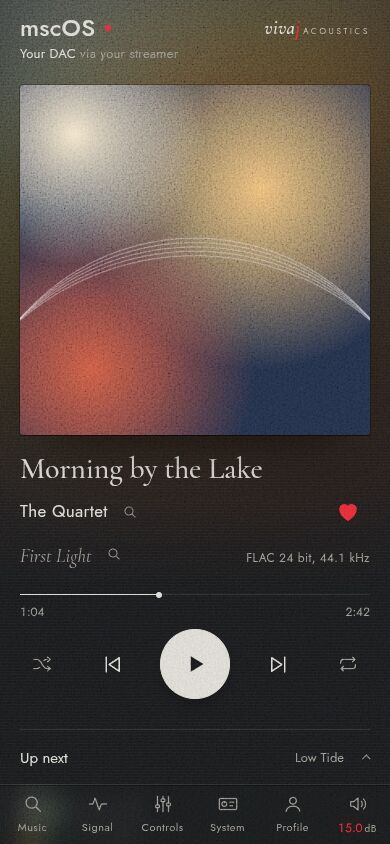 mscOS
vivaj ACOUSTICS
Your DAC via your streamer
Morning by the Lake
The Quartet
First Light
FLAC 24 bit, 44.1 kHz
1:04
2:42
Up next
Low Tide
Music
Signal
Controls
System
Profile
15.0 dB